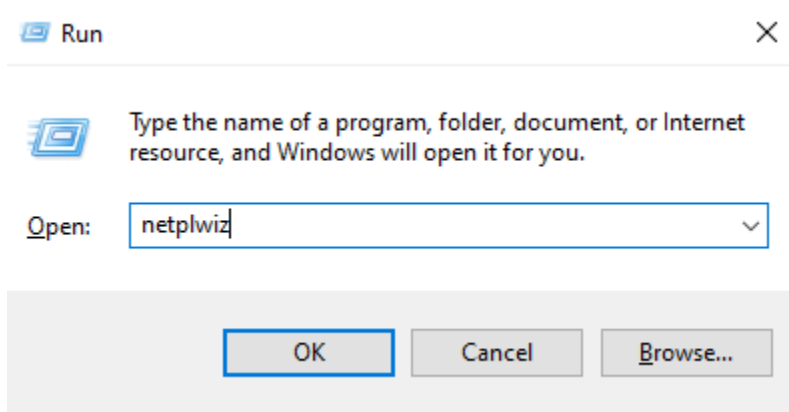 Run
Type the name of a program, folder, document, or Internet
resource, and Windows will open it for you.
Open: netplwiz
OK Cancel Browse...